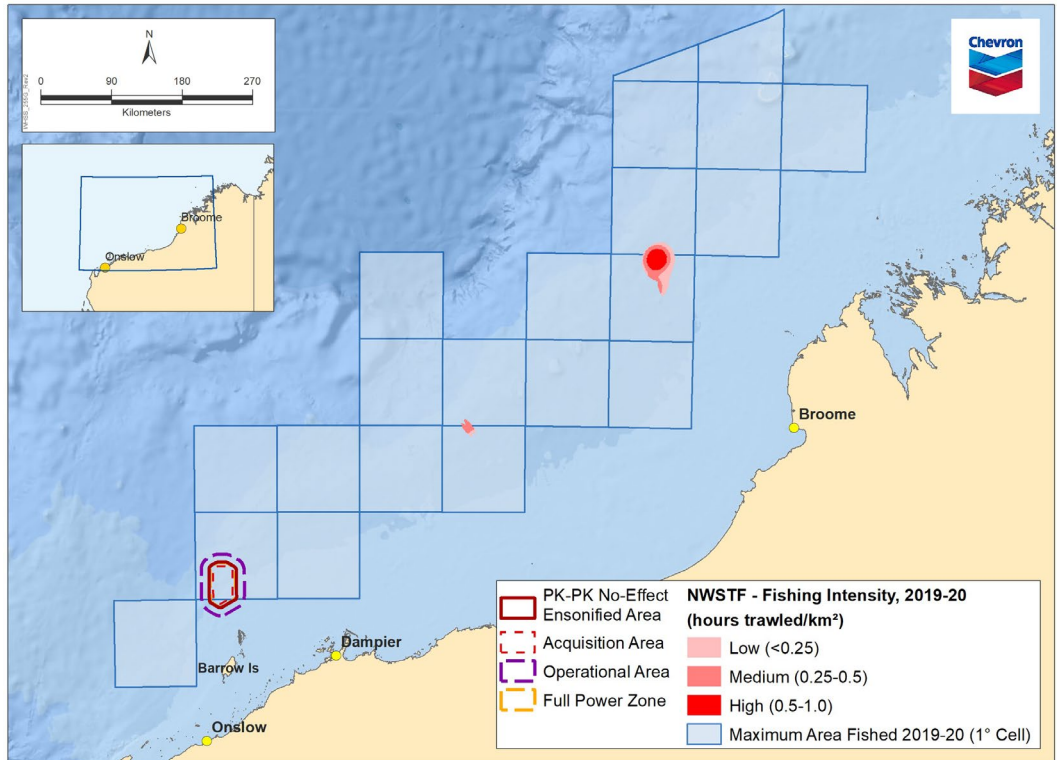 N
0 90 180 270
Kilometers
Chevron
Broome
Onslow
Broome
Dampier
Barrow Is
Onslow
PK-PK No-Effect
Ensonified Area
Acquisition Area
Operational Area
Full Power Zone
NWSTF - Fishing Intensity, 2019-20
(hours trawled/km²)
Low (<0.25)
Medium (0.25-0.5)
High (0.5-1.0)
Maximum Area Fished 2019-20 (1° Cell)